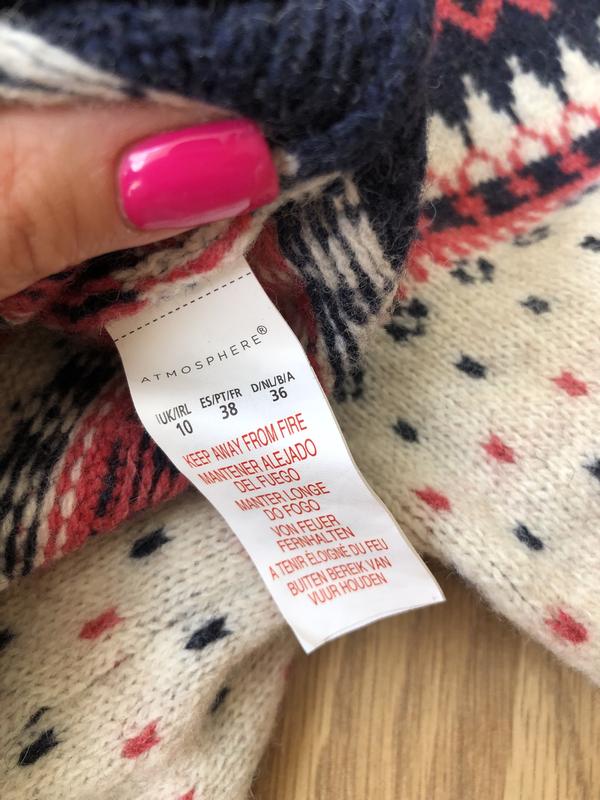 ATMOSPHERE®
UK/IRL ES/PT/FR D/NL/B/A
10 38 36
KEEP AWAY FROM FIRE
MANTENER ALEJADO
DEL FUEGO
MANTER LONGE
DO FOGO
VON FEUER
FERNHALTEN
A TENIR ÉLOIGNÉ DU FEU
BUITEN BEREIK VAN
VUUR HOUDEN